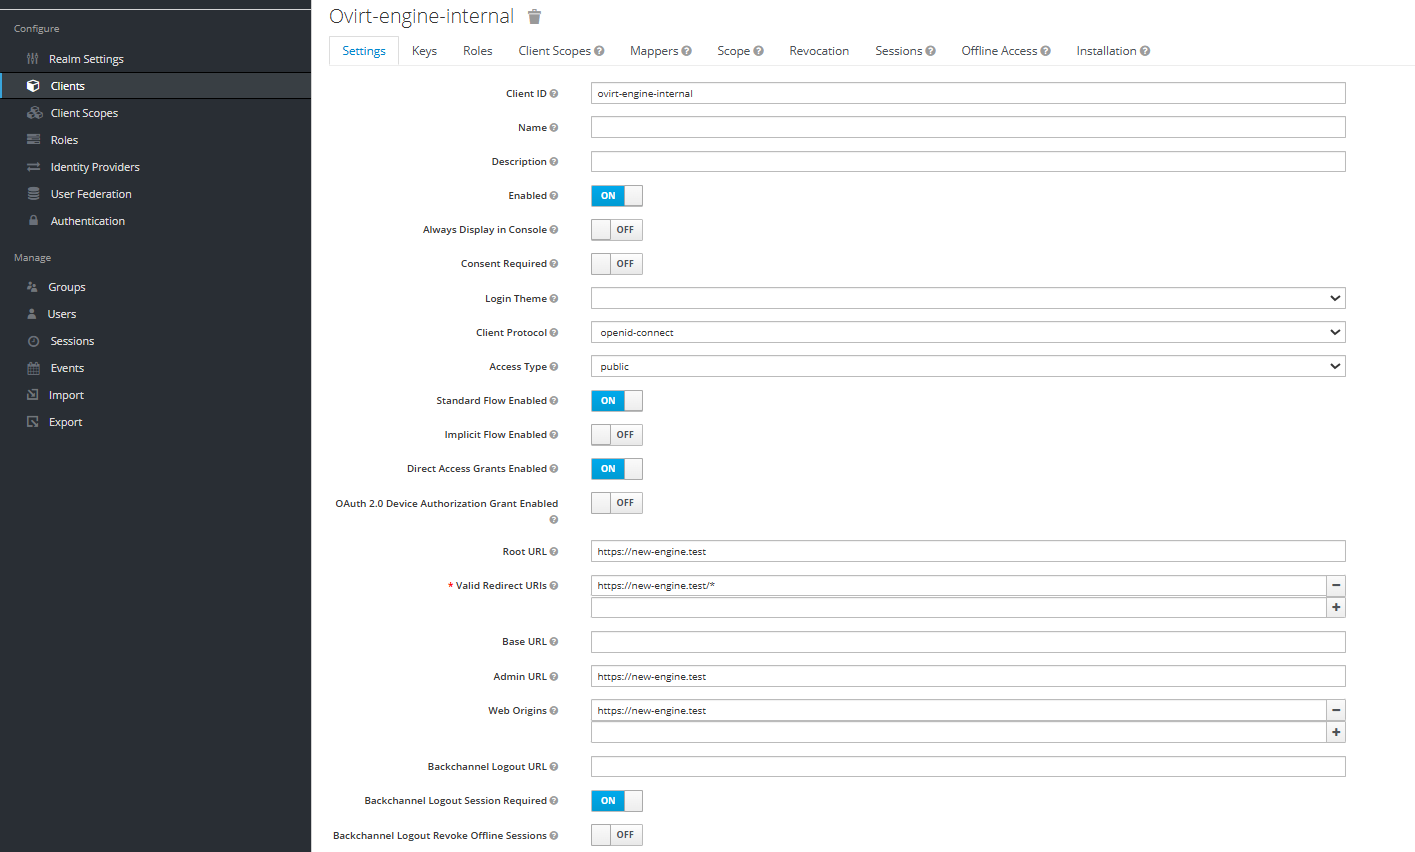 Configure
Realm Settings
Clients
Client Scopes
Roles
Identity Providers
User Federation
Authentication
Manage
Groups
Users
Sessions
Events
Import
Export
Ovirt-engine-internal
Settings Keys Roles Client Scopes Mappers Scope Revocation Sessions Offline Access Installation
Client ID ovirt-engine-internal
Name
Description
Enabled ON
Always Display in Console OFF
Consent Required OFF
Login Theme
Client Protocol openid-connect
Access Type public
Standard Flow Enabled ON
Implicit Flow Enabled OFF
Direct Access Grants Enabled ON
OAuth 2.0 Device Authorization Grant Enabled OFF
Root URL https://new-engine.test
* Valid Redirect URIs https://new-engine.test/*
Base URL
Admin URL https://new-engine.test
Web Origins https://new-engine.test
Backchannel Logout URL
Backchannel Logout Session Required ON
Backchannel Logout Revoke Offline Sessions OFF